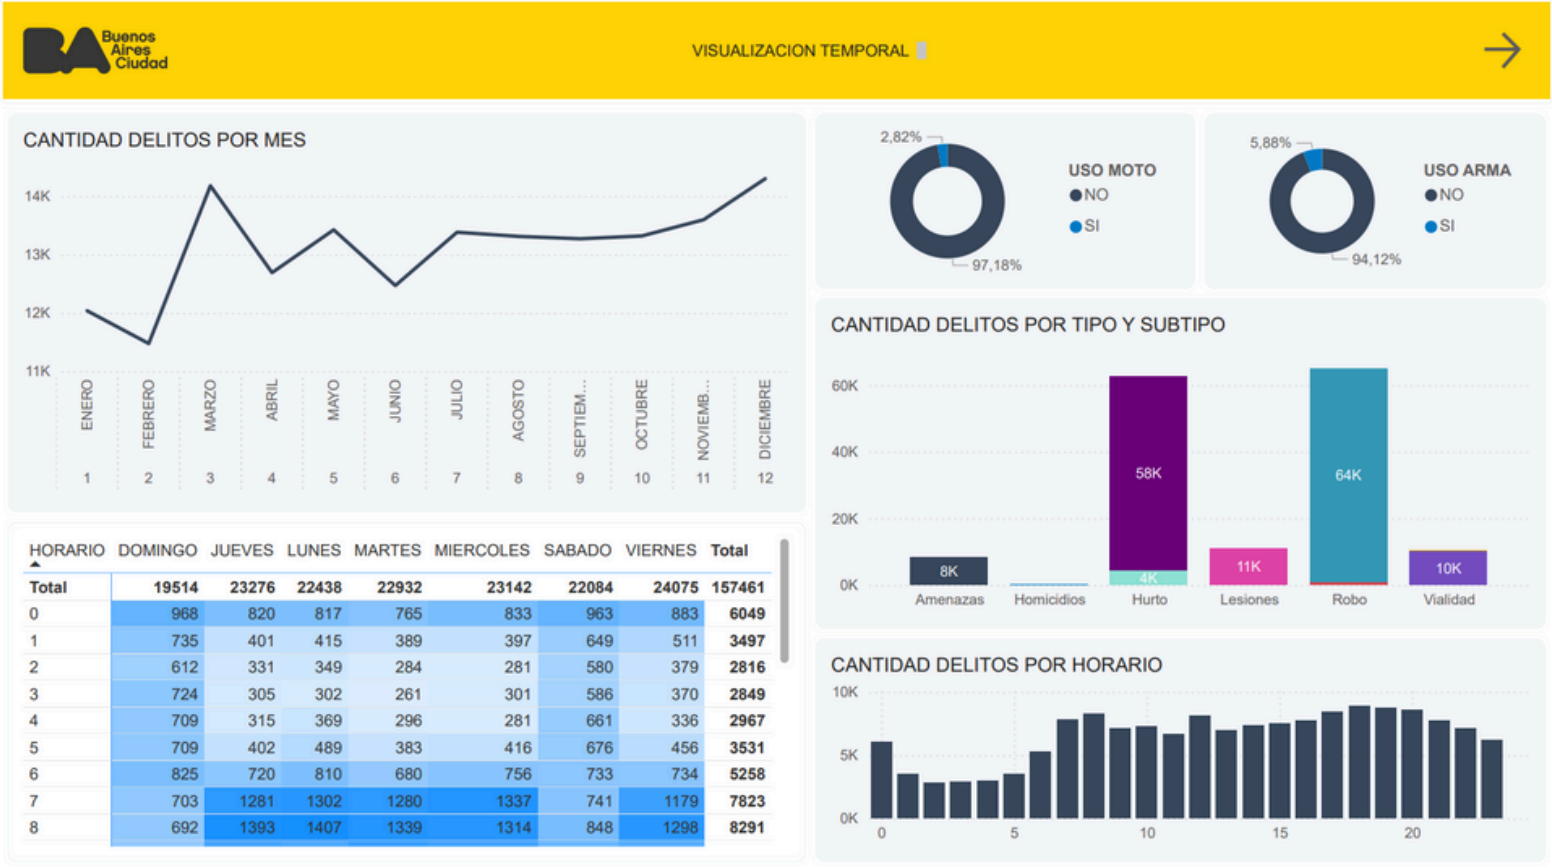 Buenos
Aires
Ciudad
BA
VISUALIZACION TEMPORAL
CANTIDAD DELITOS POR MES
14K
13K
12K
11K
ENERO FEBRERO MARZO ABRIL MAYO JUNIO JULIO AGOSTO SEPTIEM... OCTUBRE NOVIEMB... DICIEMBRE
1 2 3 4 5 6 7 8 9 10 11 12
2,82%
USO MOTO
NO
SI
97,18%
5,88%
USO ARMA
NO
SI
94,12%
CANTIDAD DELITOS POR TIPO Y SUBTIPO
60K
40K
20K
0K
8K
4K
58K
11K
64K
10K
Amenazas Homicidios Hurto Lesiones Robo Vialidad
HORARIO DOMINGO JUEVES LUNES MARTES MIERCOLES SABADO VIERNES Total
Total 19514 23276 22438 22932 23142 22084 24075 157461
0 968 820 817 765 833 963 883 6049
1 735 401 415 389 397 649 511 3497
2 612 331 349 284 281 580 379 2816
3 724 305 302 261 301 586 370 2849
4 709 315 369 296 281 661 336 2967
5 709 402 489 383 416 676 456 3531
6 825 720 810 680 756 733 734 5258
7 703 1281 1302 1280 1337 741 1179 7823
8 692 1393 1407 1339 1314 848 1298 8291
CANTIDAD DELITOS POR HORARIO
10K
5K
0K
0 5 10 15 20